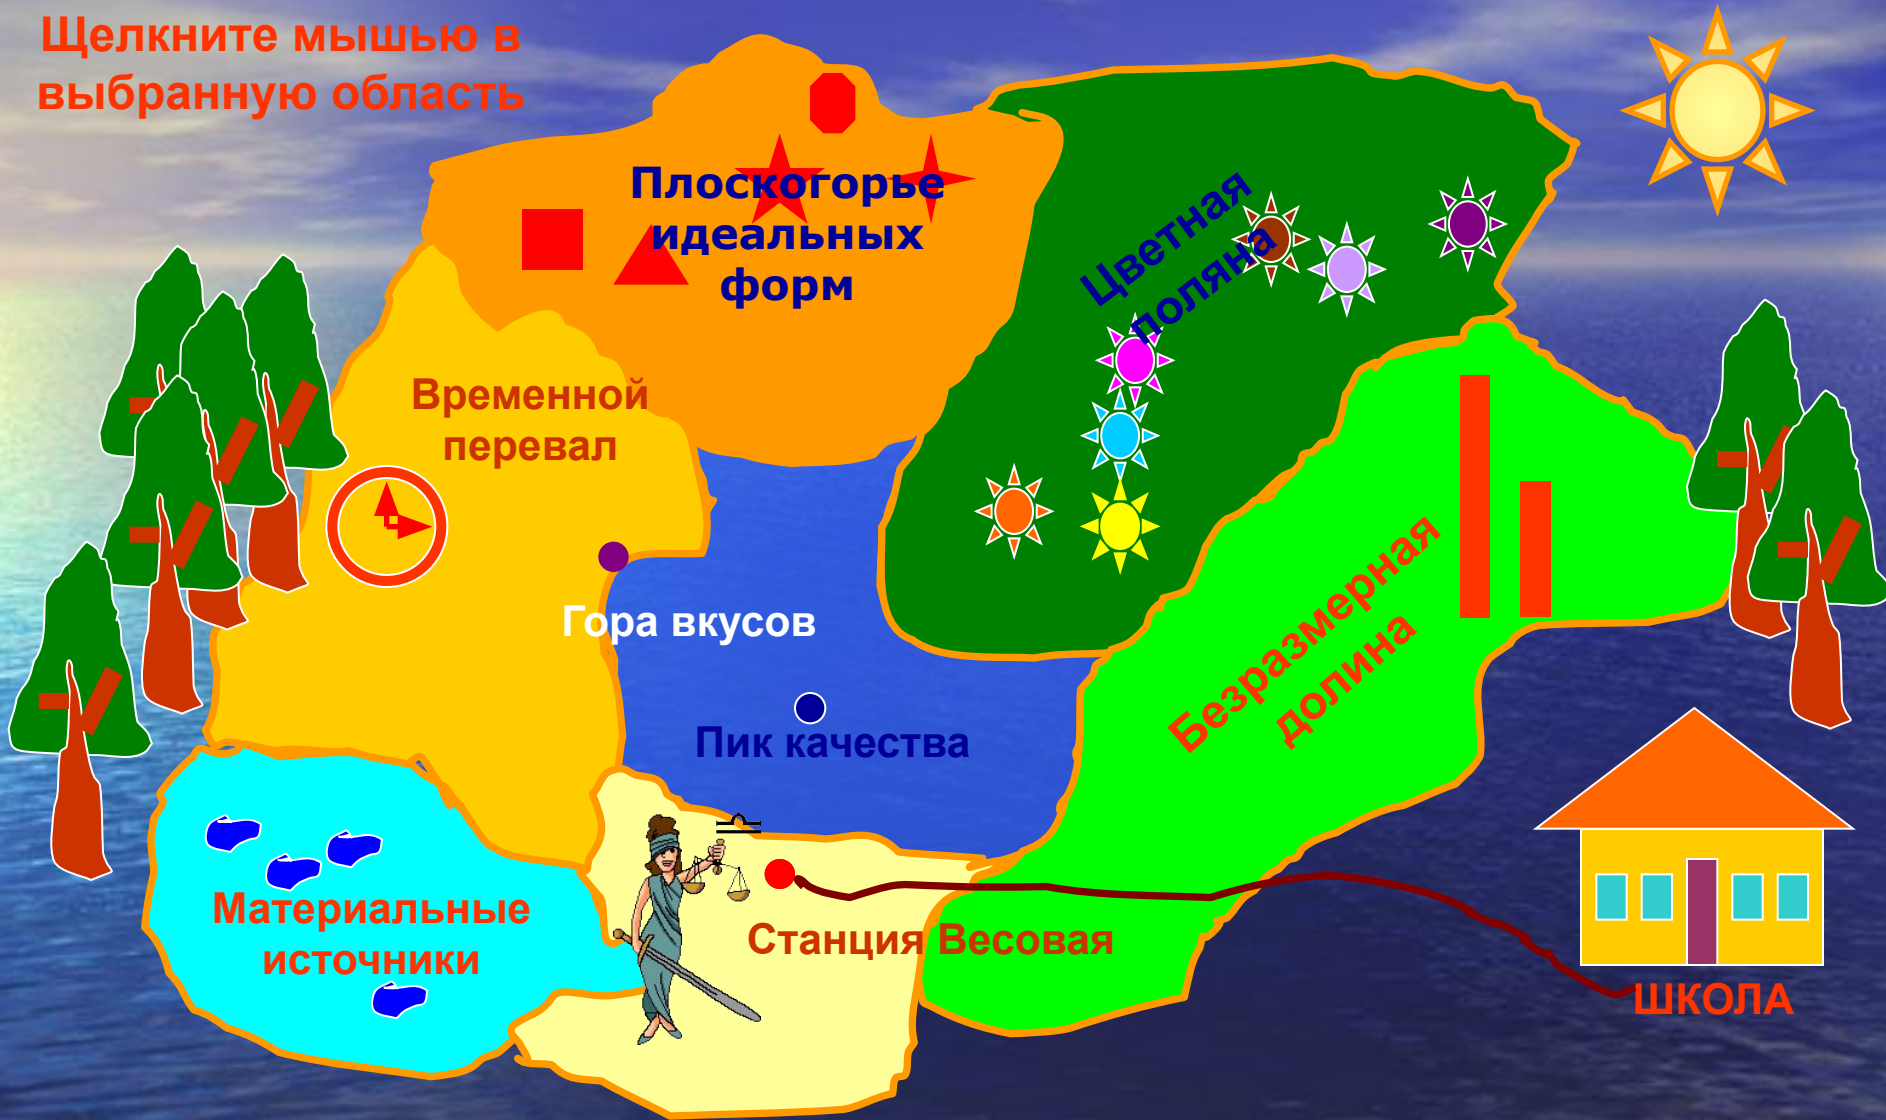 Щелкните мышью в
выбранную область
Плоскогорье
идеальных
форм
Цветная
поляна
Временной
перевал
Гора вкусов
Пик качества
Безразмерная
долина
Материальные
источники
Станция Весовая
ШКОЛА